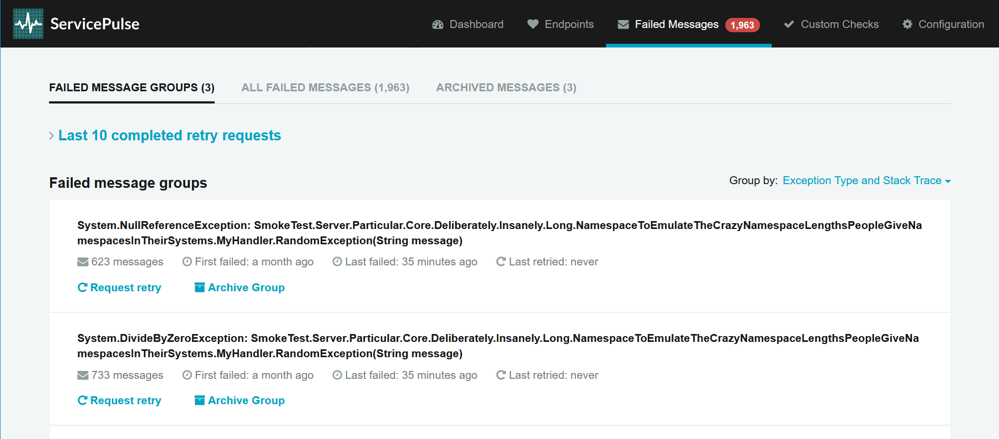 ServicePulse
Dashboard
Endpoints
Failed Messages 1,963
Custom Checks
Configuration
FAILED MESSAGE GROUPS (3)
ALL FAILED MESSAGES (1,963)
ARCHIVED MESSAGES (3)
Last 10 completed retry requests
Failed message groups
Group by: Exception Type and Stack Trace
System.NullReferenceException: SmokeTest.Server.Particular.Core.Deliberately.Insanely.Long.NamespaceToEmulateTheCrazyNamespaceLengthsPeopleGiveNa
mespacesInTheirSystems.MyHandler.RandomException(String message)
623 messages First failed: a month ago Last failed: 35 minutes ago Last retried: never
Request retry Archive Group
System.DivideByZeroException: SmokeTest.Server.Particular.Core.Deliberately.Insanely.Long.NamespaceToEmulateTheCrazyNamespaceLengthsPeopleGiveNa
mespacesInTheirSystems.MyHandler.RandomException(String message)
733 messages First failed: a month ago Last failed: 35 minutes ago Last retried: never
Request retry Archive Group